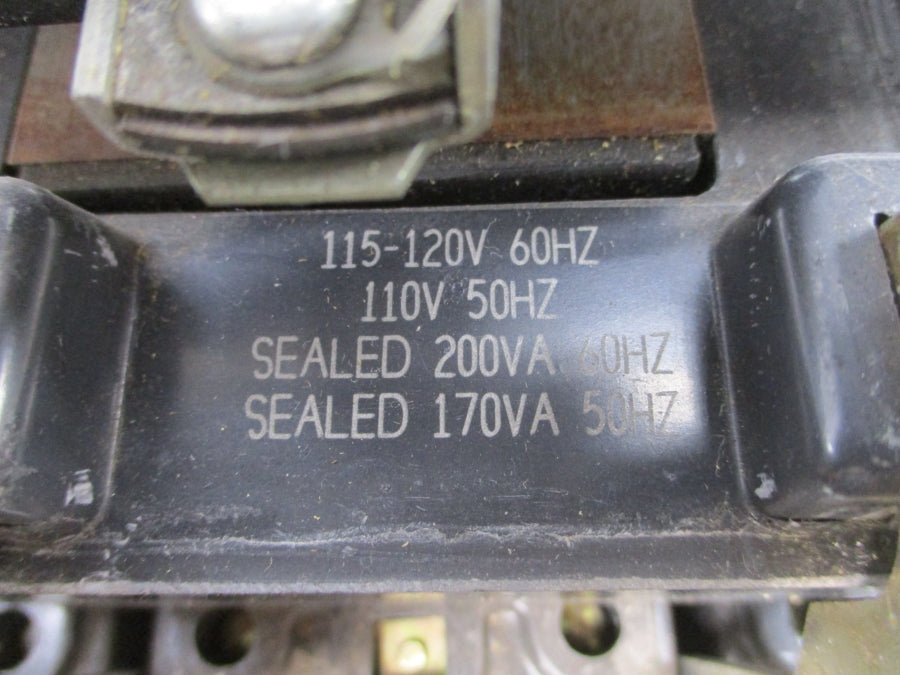 115-120V 60HZ
110V 50HZ
SEALED 200VA 60HZ
SEALED 170VA 50HZ